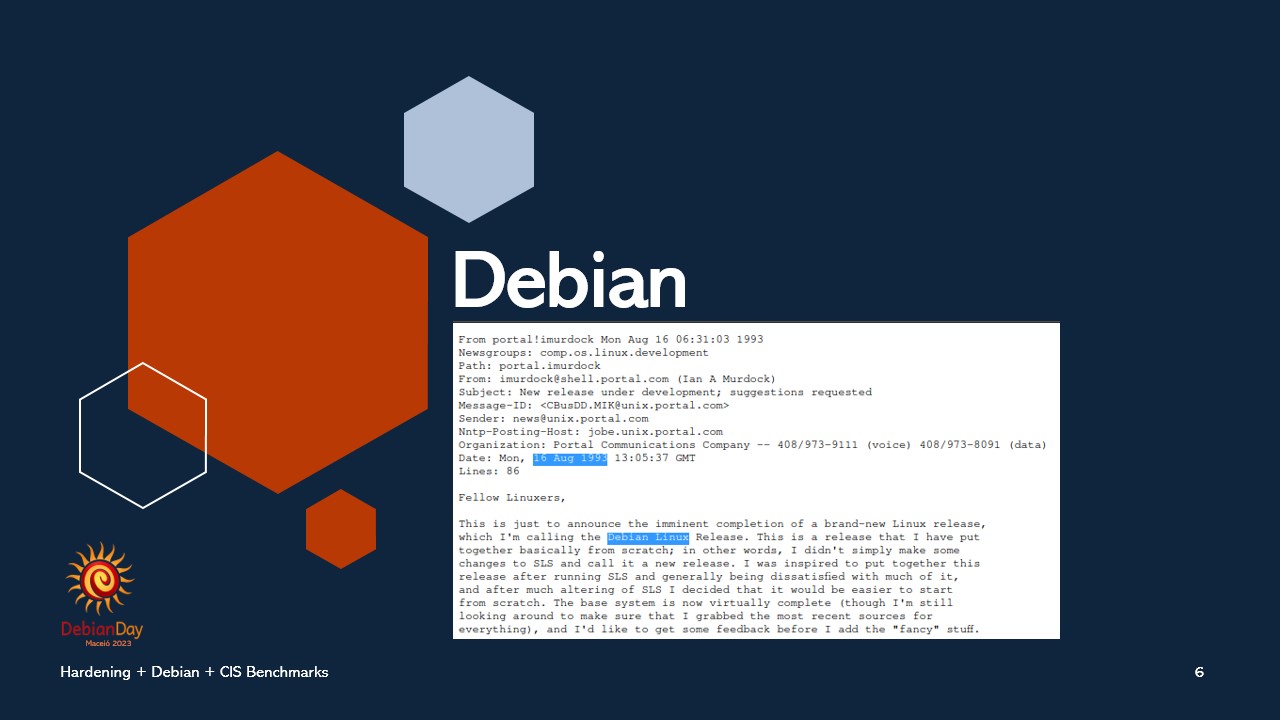 Debian
From portal!imurdock Mon Aug 16 06:31:03 1993
Newsgroups: comp.os.linux.development
Path: portal.imurdock
From: imurdock@shell.portal.com (Ian A Murdock)
Subject: New release under development; suggestions requested
Message-ID: <CBusDD.MIK@unix.portal.com>
Sender: news@unix.portal.com
Nntp-Posting-Host: jobe.unix.portal.com
Organization: Portal Communications Company -- 408/973-9111 (voice) 408/973-8091 (data)
Date: Mon, 16 Aug 1993 13:05:37 GMT
Lines: 86
Fellow Linuxers,
This is just to announce the imminent completion of a brand-new Linux release,
which I'm calling the Debian Linux Release. This is a release that I have put
together basically from scratch; in other words, I didn't simply make some
changes to SLS and call it a new release. I was inspired to put together this
release after running SLS and generally being dissatisfied with much of it,
and after much altering of SLS I decided that it would be easier to start
from scratch. The base system is now virtually complete (though I'm still
looking around to make sure that I grabbed the most recent sources for
everything), and I'd like to get some feedback before I add the "fancy" stuff.
DebianDay
Maceió 2023
Hardening + Debian + CIS Benchmarks
6